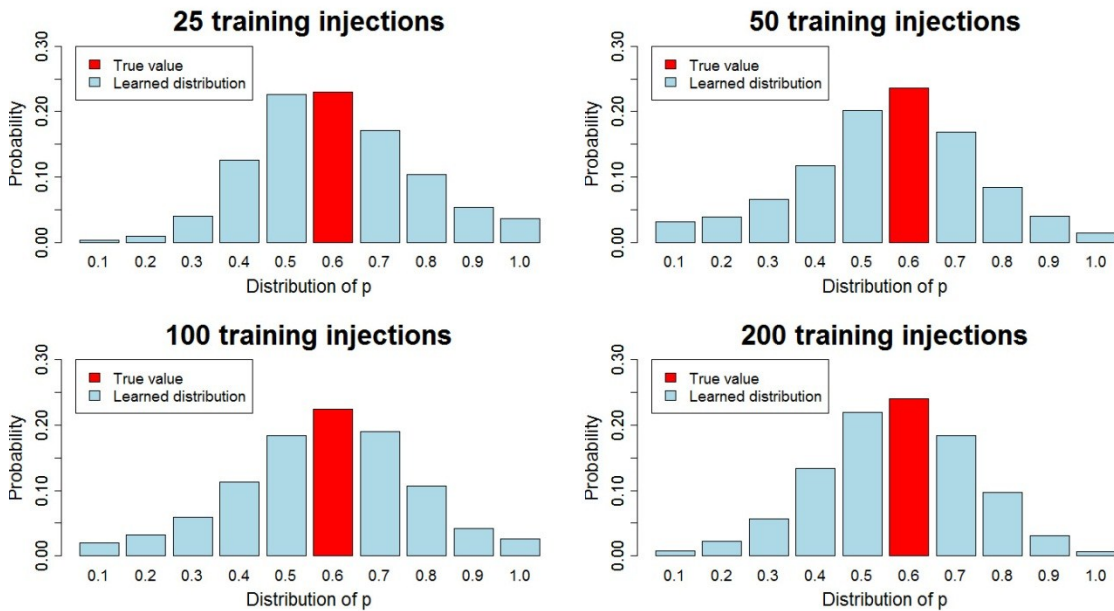 25 training injections
0.30
0.20
0.10
0.00
Probability
True value
Learned distribution
0.1 0.2 0.3 0.4 0.5 0.6 0.7 0.8 0.9 1.0
Distribution of p
50 training injections
0.30
0.20
0.10
0.00
Probability
True value
Learned distribution
0.1 0.2 0.3 0.4 0.5 0.6 0.7 0.8 0.9 1.0
Distribution of p
100 training injections
0.30
0.20
0.10
0.00
Probability
True value
Learned distribution
0.1 0.2 0.3 0.4 0.5 0.6 0.7 0.8 0.9 1.0
Distribution of p
200 training injections
0.30
0.20
0.10
0.00
Probability
True value
Learned distribution
0.1 0.2 0.3 0.4 0.5 0.6 0.7 0.8 0.9 1.0
Distribution of p